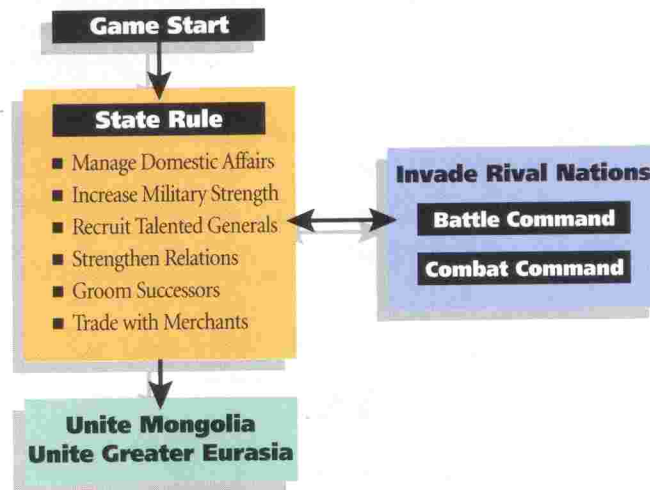 Game Start
State Rule
■ Manage Domestic Affairs
■ Increase Military Strength
■ Recruit Talented Generals
■ Strengthen Relations
■ Groom Successors
■ Trade with Merchants
Invade Rival Nations
Battle Command
Combat Command
Unite Mongolia
Unite Greater Eurasia